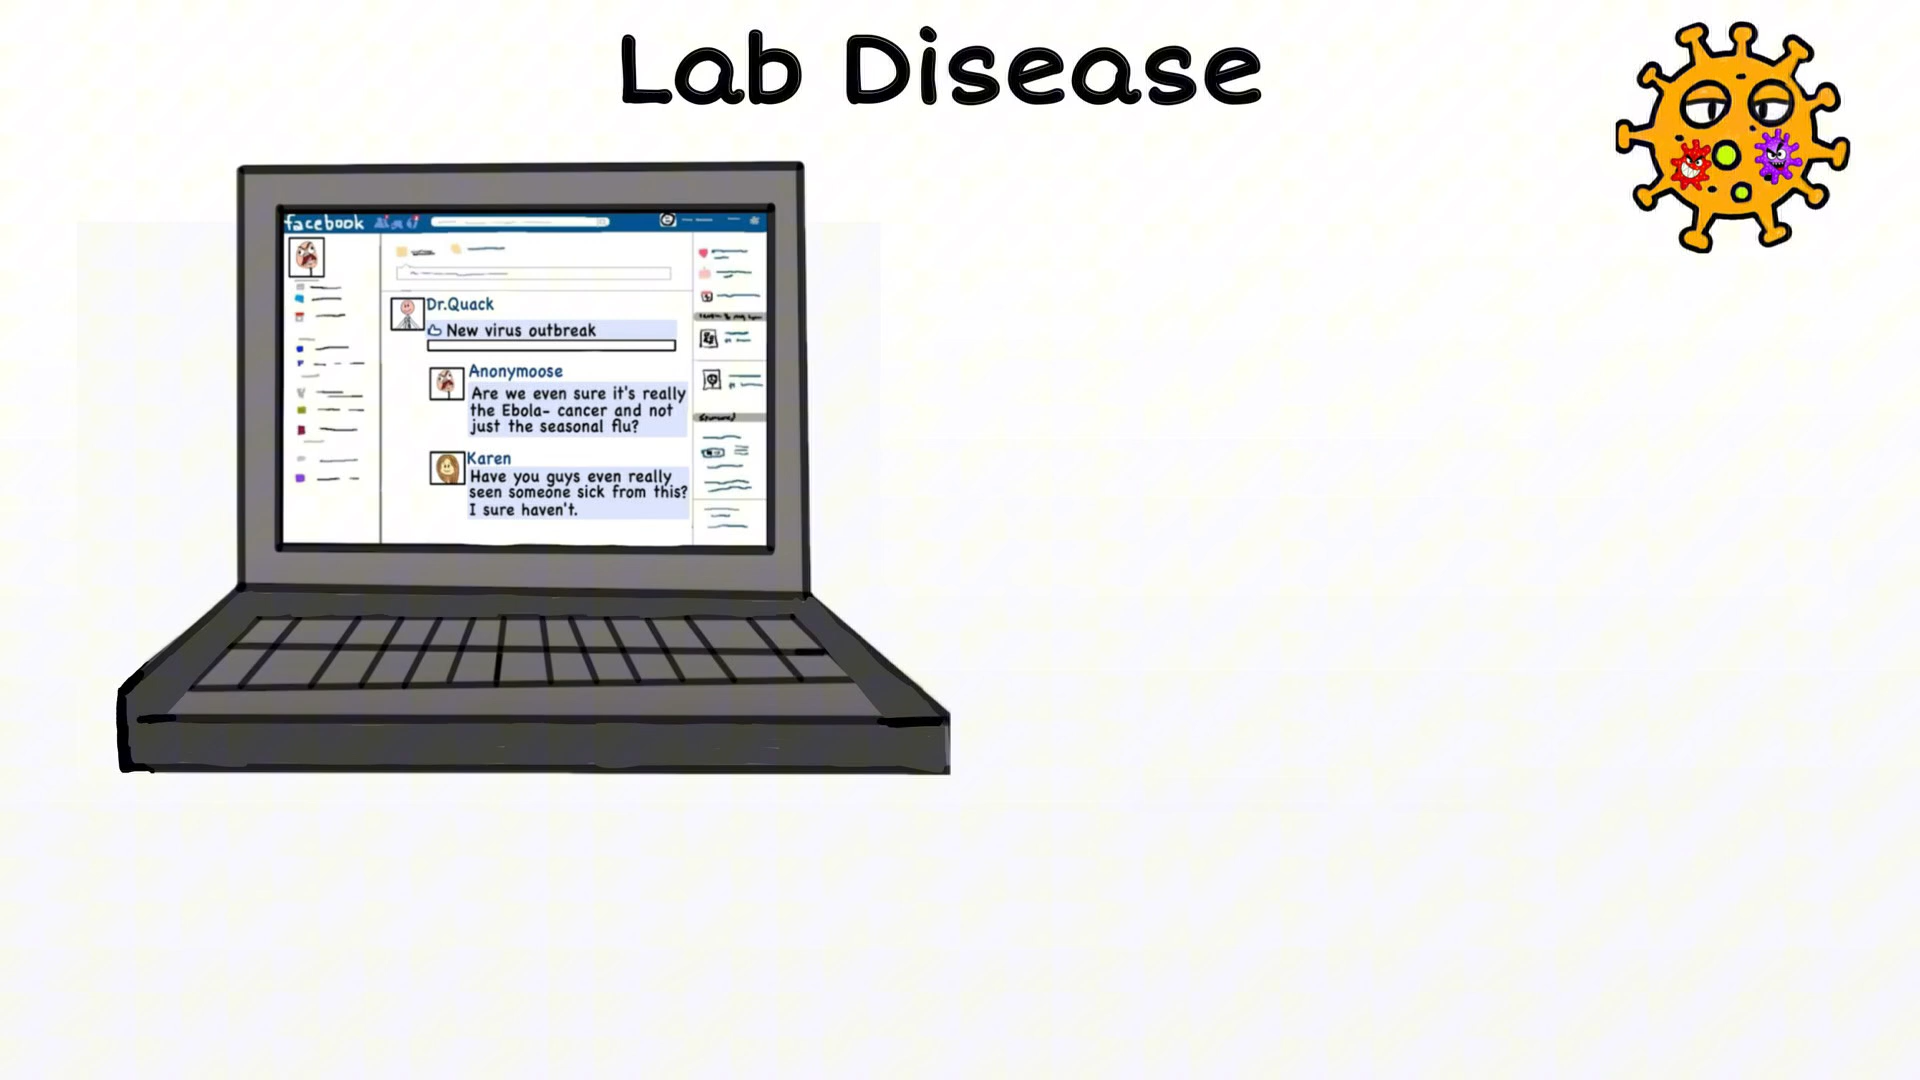 Lab Disease
facebook
Dr.Quack
New virus outbreak
Anonymoose
Are we even sure it's really
the Ebola- cancer and not
just the seasonal flu?
Karen
Have you guys even really
seen someone sick from this?
I sure haven't.